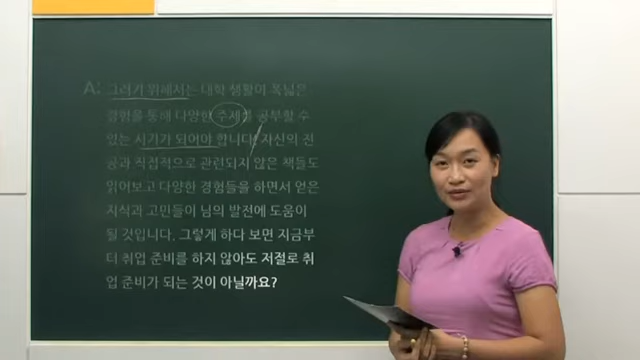 A: 그러기 위해서는 대학 생활이 폭넓은
경험을 통해 다양한 주제를 공부할 수
있는 시기가 되어야 합니다. 자신의 전
공과 직접적으로 관련되지 않은 책들도
읽어보고 다양한 경험들을 하면서 얻은
지식과 고민들이 님의 발전에 도움이
될 것입니다. 그렇게 하다 보면 지금부
터 취업 준비를 하지 않아도 저절로 취
업 준비가 되는 것이 아닐까요?